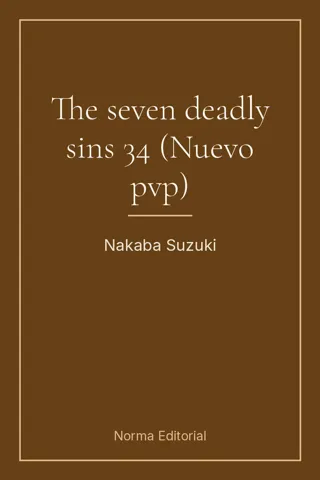 The seven deadly
sins 34 (Nuevo
pvp)
Nakaba Suzuki
Norma Editorial